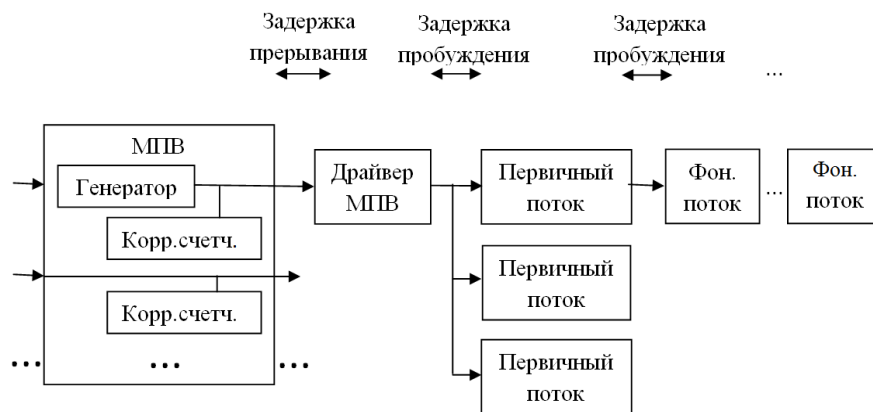 Задержка
прерывания
Задержка
пробуждения
Задержка
пробуждения
...
МПВ
Генератор
Корр.счетч.
Корр.счетч.
Драйвер
МПВ
Первичный
поток
Фон.
поток
...
Фон.
поток
Первичный
поток
Первичный
поток
... ... ...